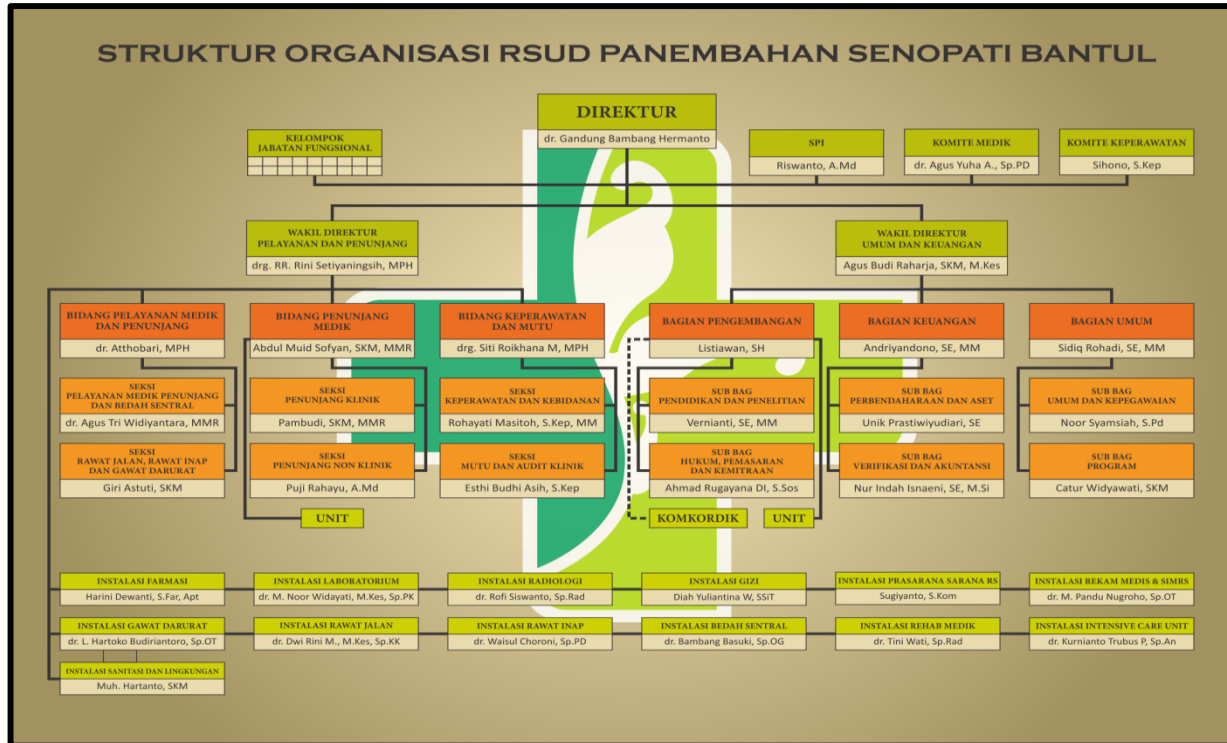 STRUKTUR ORGANISASI RSUD PANEMBAHAN SENOPATI BANTUL
DIREKTUR
dr. Gandung Bambang Hermanto
KELOMPOK
JABATAN FUNGSIONAL
SPI
Riswanto, A.Md
KOMITE MEDIK
dr. Agus Yuha A., Sp.PD
KOMITE KEPERAWATAN
Sihono, S.Kep
WAKIL DIREKTUR
PELAYANAN DAN PENUNJANG
drg. RR. Rini Setiyaningsih, MPH
WAKIL DIREKTUR
UMUM DAN KEUANGAN
Agus Budi Raharja, SKM, M.Kes
BIDANG PELAYANAN MEDIK
DAN PENUNJANG
dr. Atthobari, MPH
BIDANG PENUNJANG
MEDIK
Abdul Muid Sofyan, SKM, MMR
BIDANG KEPERAWATAN
DAN MUTU
drg. Siti Roikhana M, MPH
BAGIAN PENGEMBANGAN
Listiawan, SH
BAGIAN KEUANGAN
Andriyandono, SE, MM
BAGIAN UMUM
Sidiq Rohadi, SE, MM
SEKSI
PELAYANAN MEDIK PENUNJANG
DAN BEDAH SENTRAL
dr. Agus Tri Widiyantara, MMR
SEKSI
PENUNJANG KLINIK
Pambudi, SKM, MMR
SEKSI
KEPERAWATAN DAN KEBIDANAN
Rohayati Masitoh, S.Kep, MM
SUB BAG
PENDIDIKAN DAN PENELITIAN
Vernianti, SE, MM
SUB BAG
PERBENDAHARAAN DAN ASET
Unik Prastiwiyudiari, SE
SUB BAG
UMUM DAN KEPEGAWAIAN
Noor Syamsiah, S.Pd
SEKSI
RAWAT JALAN, RAWAT INAP
DAN GAWAT DARURAT
Giri Astuti, SKM
SEKSI
PENUNJANG NON KLINIK
Puji Rahayu, A.Md
SEKSI
MUTU DAN AUDIT KLINIK
Esthi Budhi Asih, S.Kep
SUB BAG
HUKUM, PEMASARAN
DAN KEMITRAAN
Ahmad Rugayana DI, S.Sos
SUB BAG
VERIFIKASI DAN AKUNTANSI
Nur Indah Isnaeni, SE, M.Si
SUB BAG
PROGRAM
Catur Widyawati, SKM
UNIT
KOMKORDIK
UNIT
INSTALASI FARMASI
Harini Dewanti, S.Far, Apt
INSTALASI LABORATORIUM
dr. M. Noor Widayati, M.Kes, Sp.PK
INSTALASI RADIOLOGI
dr. Rofi Siswanto, Sp.Rad
INSTALASI GIZI
Diah Yuliantina W, SSiT
INSTALASI PRASARANA SARANA RS
Sugiyanto, S.Kom
INSTALASI REKAM MEDIS & SIMRS
dr. M. Pandu Nugroho, Sp.OT
INSTALASI GAWAT DARURAT
dr. L. Hartoko Budiriantoro, Sp.OT
INSTALASI RAWAT JALAN
dr. Dwi Rini M., M.Kes, Sp.KK
INSTALASI RAWAT INAP
dr. Waisul Choroni, Sp.PD
INSTALASI BEDAH SENTRAL
dr. Bambang Basuki, Sp.OG
INSTALASI REHAB MEDIK
dr. Tini Wati, Sp.Rad
INSTALASI INTENSIVE CARE UNIT
dr. Kurnianto Trubus P, Sp.An
INSTALASI SANITASI DAN LINGKUNGAN
Muh. Hartanto, SKM